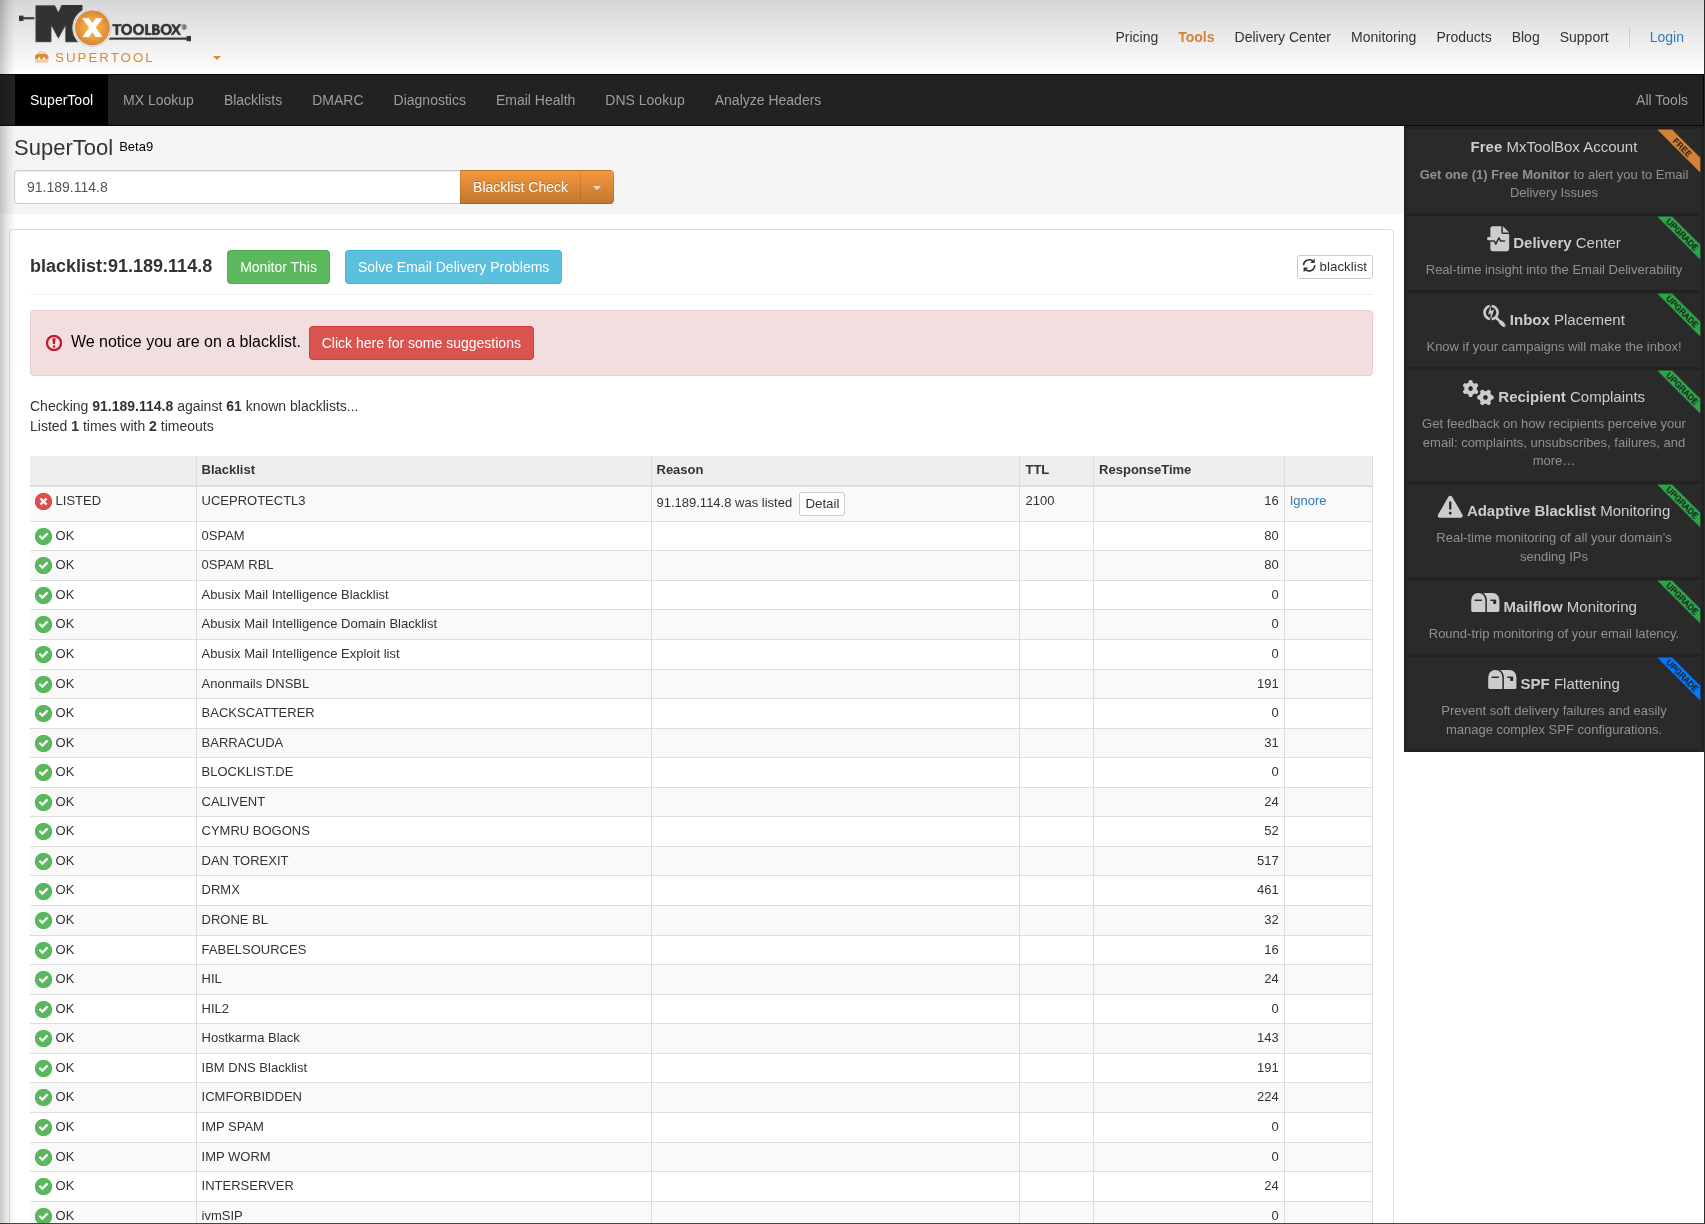 MX TOOLBOX®
SUPERTOOL
Pricing Tools Delivery Center Monitoring Products Blog Support Login
SuperTool MX Lookup Blacklists DMARC Diagnostics Email Health DNS Lookup Analyze Headers All Tools
SuperTool Beta9
91.189.114.8 Blacklist Check
blacklist:91.189.114.8 Monitor This Solve Email Delivery Problems blacklist
We notice you are on a blacklist. Click here for some suggestions
Checking 91.189.114.8 against 61 known blacklists...
Listed 1 times with 2 timeouts
Blacklist Reason TTL ResponseTime
LISTED UCEPROTECTL3 91.189.114.8 was listed Detail 2100 16 Ignore
OK 0SPAM 80
OK 0SPAM RBL 80
OK Abusix Mail Intelligence Blacklist 0
OK Abusix Mail Intelligence Domain Blacklist 0
OK Abusix Mail Intelligence Exploit list 0
OK Anonmails DNSBL 191
OK BACKSCATTERER 0
OK BARRACUDA 31
OK BLOCKLIST.DE 0
OK CALIVENT 24
OK CYMRU BOGONS 52
OK DAN TOREXIT 517
OK DRMX 461
OK DRONE BL 32
OK FABELSOURCES 16
OK HIL 24
OK HIL2 0
OK Hostkarma Black 143
OK IBM DNS Blacklist 191
OK ICMFORBIDDEN 224
OK IMP SPAM 0
OK IMP WORM 0
OK INTERSERVER 24
OK ivmSIP 0
Free MxToolBox Account
FREE
Get one (1) Free Monitor to alert you to Email
Delivery Issues
Delivery Center
UPGRADE
Real-time insight into the Email Deliverability
Inbox Placement
UPGRADE
Know if your campaigns will make the inbox!
Recipient Complaints
UPGRADE
Get feedback on how recipients perceive your
email: complaints, unsubscribes, failures, and
more…
Adaptive Blacklist Monitoring
UPGRADE
Real-time monitoring of all your domain's
sending IPs
Mailflow Monitoring
UPGRADE
Round-trip monitoring of your email latency.
SPF Flattening
UPGRADE
Prevent soft delivery failures and easily
manage complex SPF configurations.